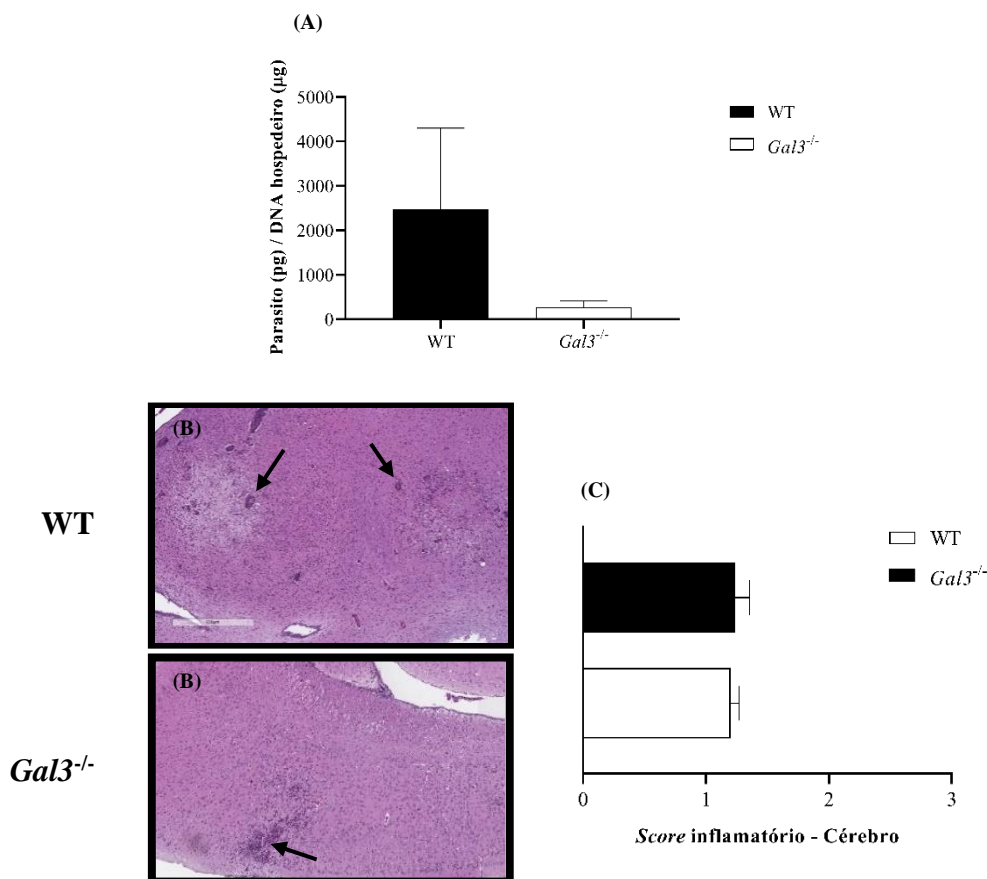 (A)
Parasito (pg) / DNA hospedeiro (µg)
5000
4000
3000
2000
1000
0
WT
Gal3-/-
WT
Gal3-/-
WT
(B)
Gal3-/-
(B)
(C)
WT
Gal3-/-
0
1
2
3
Score inflamatório - Cérebro